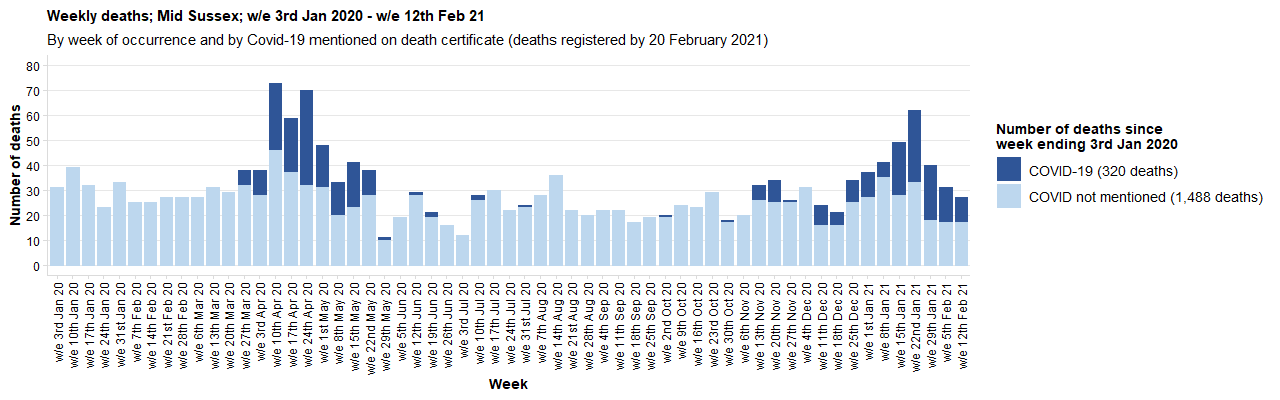 Weekly deaths; Mid Sussex; w/e 3rd Jan 2020 - w/e 12th Feb 21
By week of occurrence and by Covid-19 mentioned on death certificate (deaths registered by 20 February 2021)
Number of deaths
80
70
60
50
40
30
20
10
0
w/e 3rd Jan 20
w/e 10th Jan 20
w/e 17th Jan 20
w/e 24th Jan 20
w/e 31st Jan 20
w/e 7th Feb 20
w/e 14th Feb 20
w/e 21st Feb 20
w/e 28th Feb 20
w/e 6th Mar 20
w/e 13th Mar 20
w/e 20th Mar 20
w/e 27th Mar 20
w/e 3rd Apr 20
w/e 10th Apr 20
w/e 17th Apr 20
w/e 24th Apr 20
w/e 1st May 20
w/e 8th May 20
w/e 15th May 20
w/e 22nd May 20
w/e 29th May 20
w/e 5th Jun 20
w/e 12th Jun 20
w/e 19th Jun 20
w/e 26th Jun 20
w/e 3rd Jul 20
w/e 10th Jul 20
w/e 17th Jul 20
w/e 24th Jul 20
w/e 31st Jul 20
w/e 7th Aug 20
w/e 14th Aug 20
w/e 21st Aug 20
w/e 28th Aug 20
w/e 4th Sep 20
w/e 11th Sep 20
w/e 18th Sep 20
w/e 25th Sep 20
w/e 2nd Oct 20
w/e 9th Oct 20
w/e 16th Oct 20
w/e 23rd Oct 20
w/e 30th Oct 20
w/e 6th Nov 20
w/e 13th Nov 20
w/e 20th Nov 20
w/e 27th Nov 20
w/e 4th Dec 20
w/e 11th Dec 20
w/e 18th Dec 20
w/e 25th Dec 20
w/e 1st Jan 21
w/e 8th Jan 21
w/e 15th Jan 21
w/e 22nd Jan 21
w/e 29th Jan 21
w/e 5th Feb 21
w/e 12th Feb 21
Week
Number of deaths since
week ending 3rd Jan 2020
COVID-19 (320 deaths)
COVID not mentioned (1,488 deaths)